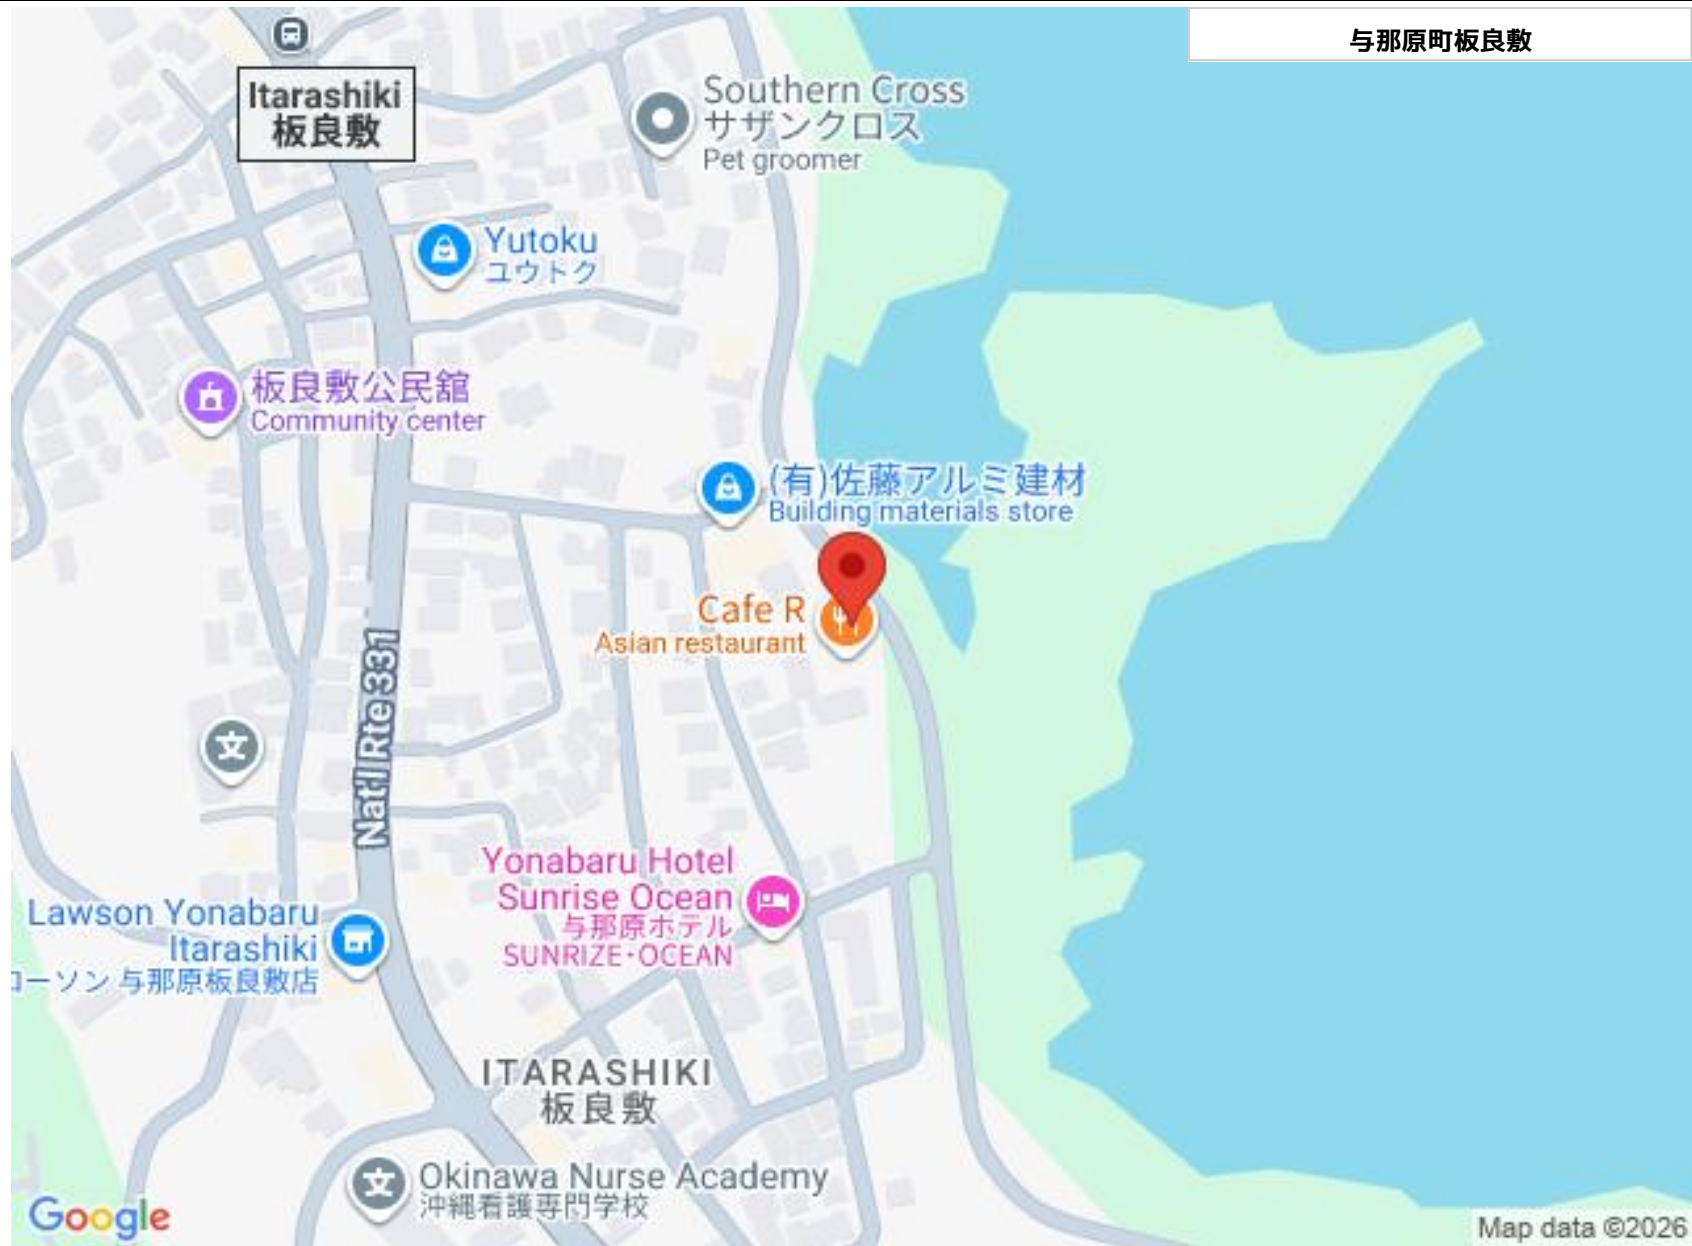 与那原町板良敷
Itarashiki
板良敷
Southern Cross
サザンクロス
Pet groomer
Yutoku
ユウトク
板良敷公民舘
Community center
(有)佐藤アルミ建材
Building materials store
Cafe R
Asian restaurant
Nat'l Rte 331
文
Yonabaru Hotel
Sunrise Ocean
与那原ホテル
SUNRIZE・OCEAN
Lawson Yonabaru
Itarashiki
ローソン 与那原板良敷店
ITARASHIKI
板良敷
文
Okinawa Nurse Academy
沖縄看護専門学校
Google
Map data ©2026